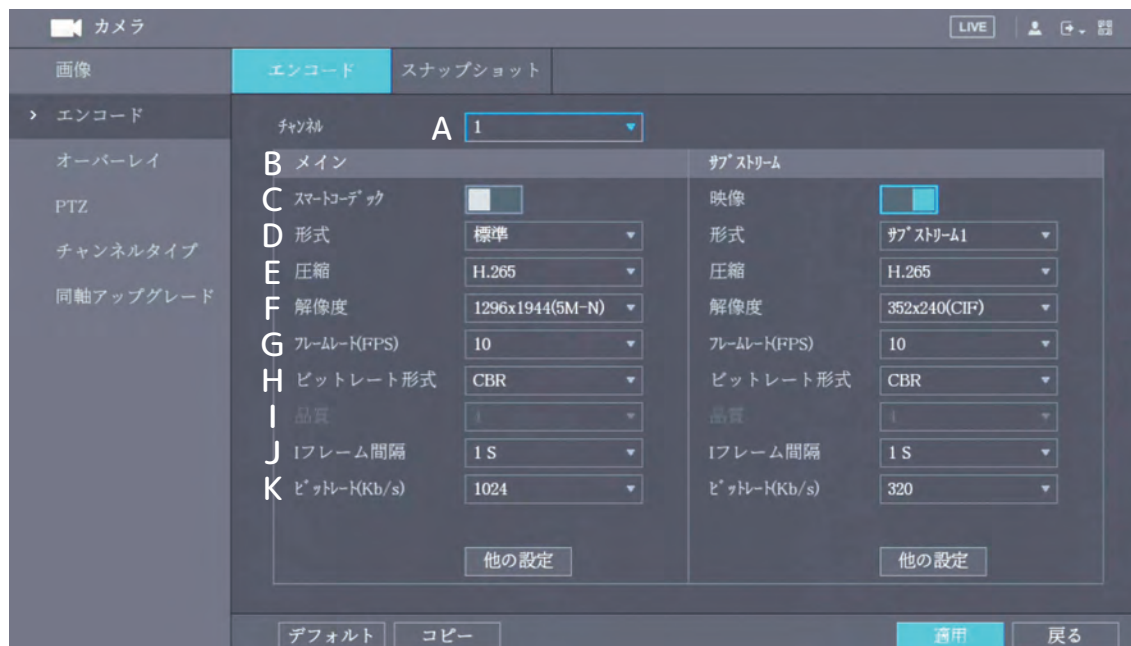 カメラ LIVE
画像
エンコード スナップショット
エンコード
オーバーレイ
PTZ
チャンネルタイプ
同軸アップグレード
ﾁｬﾝﾈﾙ A 1
B メイン ｻﾌﾞｽﾄﾘｰﾑ
C ｽﾏｰﾄｺｰﾃﾞｯｸ 映像
D 形式 標準 形式 ｻﾌﾞｽﾄﾘｰﾑ1
E 圧縮 H.265 圧縮 H.265
F 解像度 1296x1944(5M-N) 解像度 352x240(CIF)
G ﾌﾚｰﾑﾚｰﾄ(FPS) 10 ﾌﾚｰﾑﾚｰﾄ(FPS) 10
H ビットレート形式 CBR ビットレート形式 CBR
I 品質 4 品質 4
J Iフレーム間隔 1 S Iフレーム間隔 1 S
K ﾋﾞｯﾄﾚｰﾄ(Kb/s) 1024 ﾋﾞｯﾄﾚｰﾄ(Kb/s) 320
他の設定 他の設定
デフォルト コピー 適用 戻る